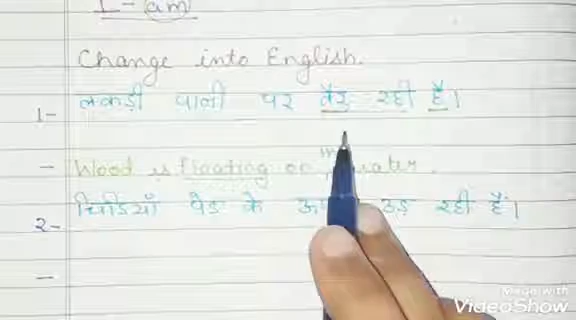 I - am
Change into English.
1- लकड़ी पानी पर तैर रही है।
- Wood is floating on water.
2- चिडियाँ पेड के उड़ रही हैं।
-
Made with
VideoShow